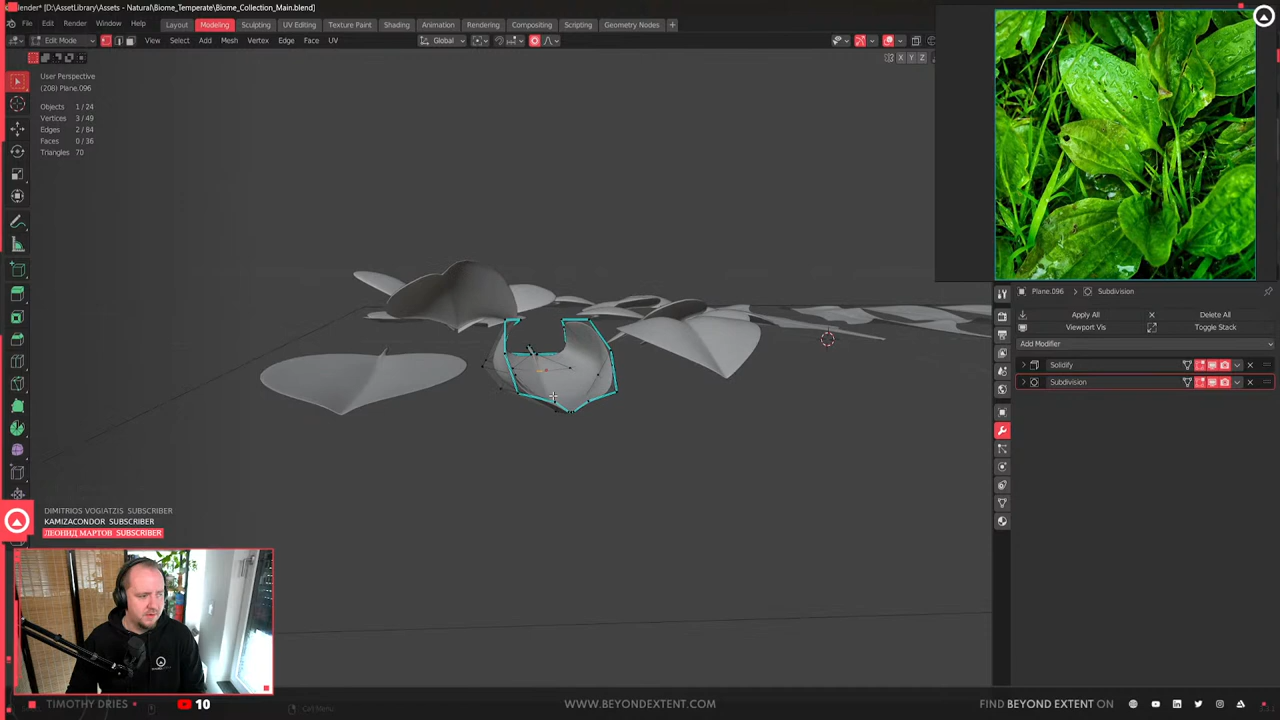 blender* [D:\AssetLibrary\Assets - Natural\Biome_Temperate\Biome_Collection_Main.blend]
File Edit Render Window Help Layout Modeling Sculpting UV Editing Texture Paint Shading Animation Rendering Compositing Scripting Geometry Nodes +
Edit Mode View Select Add Mesh Vertex Edge Face UV Global X Y Z
User Perspective
(208) Plane.096
Objects 1 / 24
Vertices 3 / 49
Edges 2 / 84
Faces 0 / 36
Triangles 70
Plane.096 > Subdivision
Apply All Delete All
Viewport Vis Toggle Stack
Add Modifier
Solidify
Subdivision
DIMITRIOS VOGIATZIS SUBSCRIBER
KAMIZACONDOR SUBSCRIBER
ЛЕОНИД МАРТОВ SUBSCRIBER
Call Menu
TIMOTHY DRIES 10 WWW.BEYONDEXTENT.COM FIND BEYOND EXTENT ON